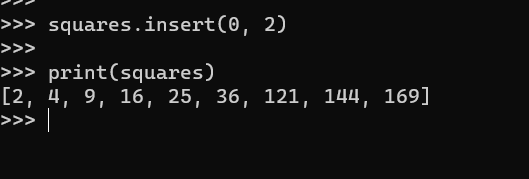 >>>
>>> squares.insert(0, 2)
>>>
>>> print(squares)
[2, 4, 9, 16, 25, 36, 121, 144, 169]
>>>